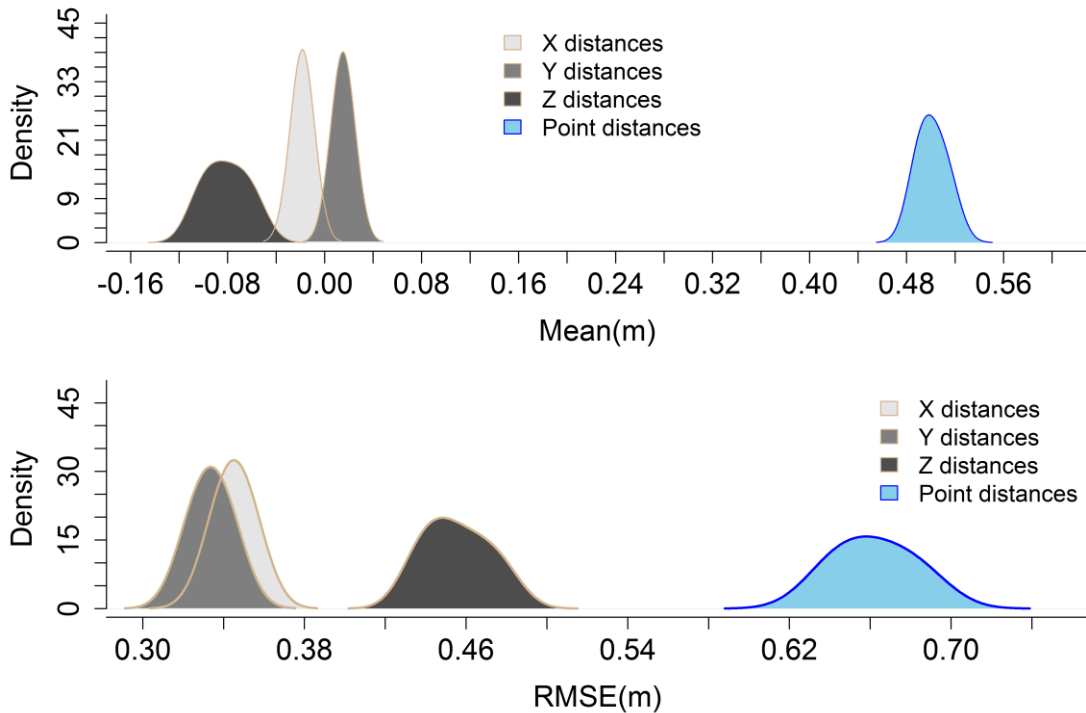 45
33
21
9
0
Density
X distances
Y distances
Z distances
Point distances
-0.16 -0.08 0.00 0.08 0.16 0.24 0.32 0.40 0.48 0.56
Mean(m)
45
30
15
0
Density
X distances
Y distances
Z distances
Point distances
0.30 0.38 0.46 0.54 0.62 0.70
RMSE(m)